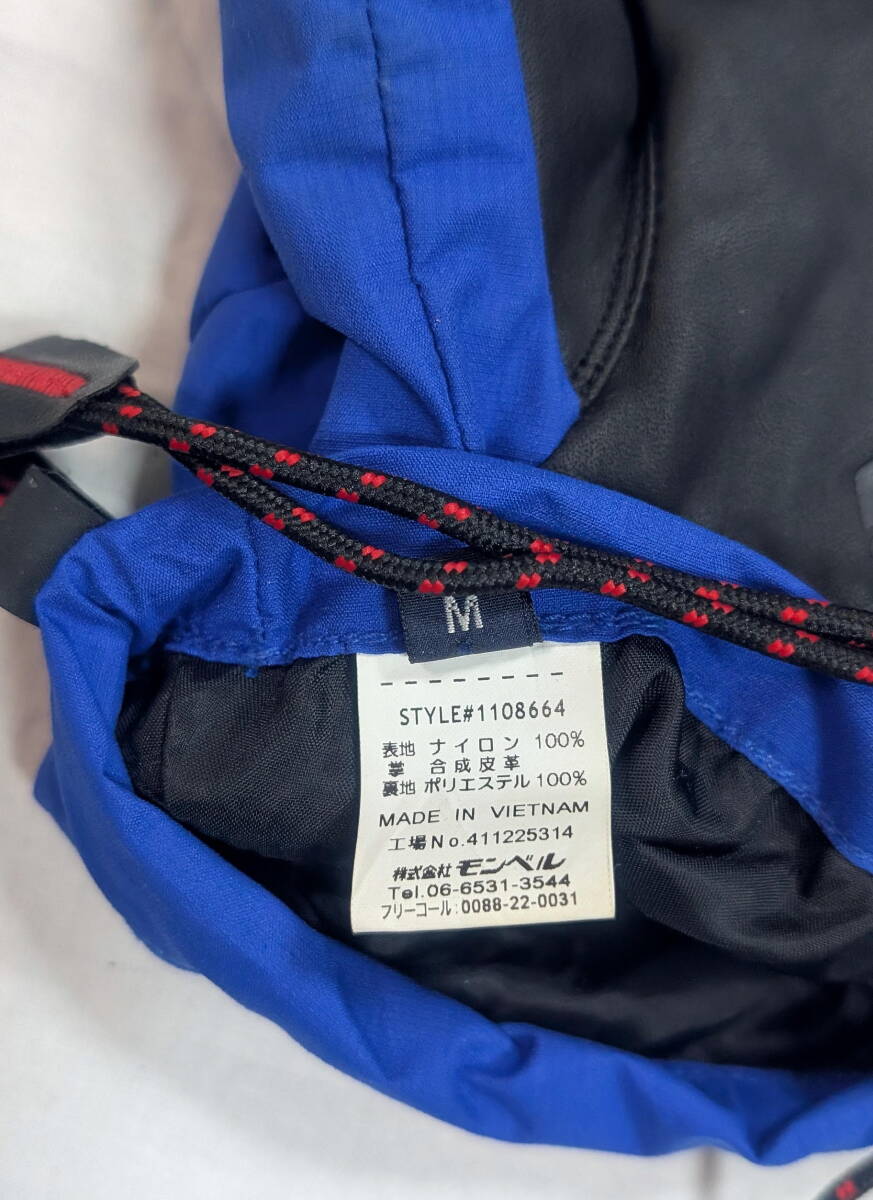 M
STYLE#1108664
表地 ナイロン 100%
掌 合成皮革
裏地 ポリエステル 100%
MADE IN VIETNAM
工場No.411225314
株式会社 モンベル
Tel.06-6531-3544
フリーコール:0088-22-0031